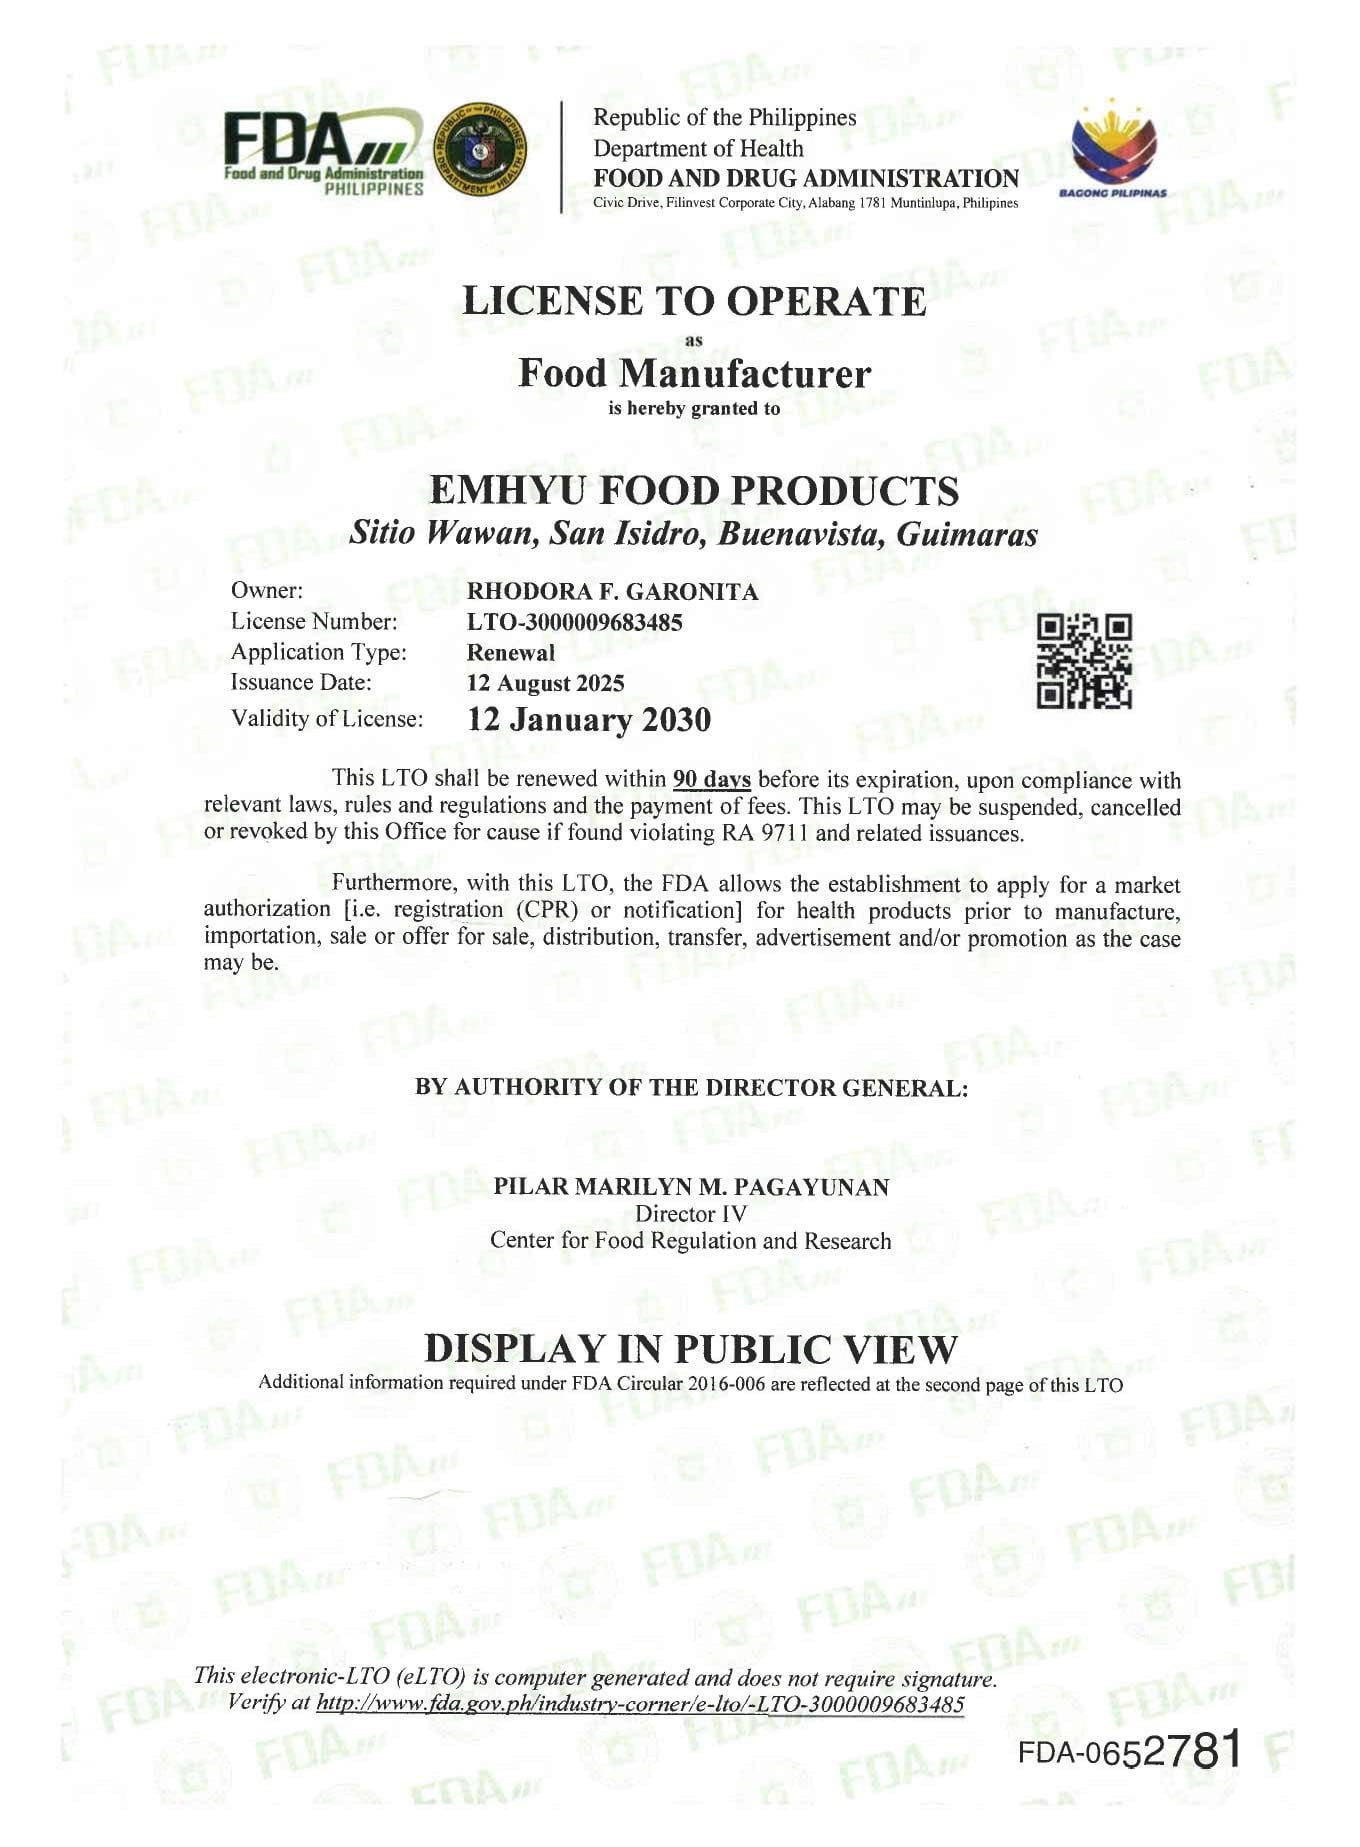 FDA
Food and Drug Administration
PHILIPPINES
REPUBLIC OF THE PHILIPPINES
DEPARTMENT OF HEALTH
Republic of the Philippines
Department of Health
FOOD AND DRUG ADMINISTRATION
Civic Drive, Filinvest Corporate City, Alabang 1781 Muntinlupa, Philipines
BAGONG PILIPINAS
LICENSE TO OPERATE
as
Food Manufacturer
is hereby granted to
EMHYU FOOD PRODUCTS
Sitio Wawan, San Isidro, Buenavista, Guimaras
Owner: RHODORA F. GARONITA
License Number: LTO-3000009683485
Application Type: Renewal
Issuance Date: 12 August 2025
Validity of License: 12 January 2030
This LTO shall be renewed within 90 days before its expiration, upon compliance with
relevant laws, rules and regulations and the payment of fees. This LTO may be suspended, cancelled
or revoked by this Office for cause if found violating RA 9711 and related issuances.
Furthermore, with this LTO, the FDA allows the establishment to apply for a market
authorization [i.e. registration (CPR) or notification] for health products prior to manufacture,
importation, sale or offer for sale, distribution, transfer, advertisement and/or promotion as the case
may be.
BY AUTHORITY OF THE DIRECTOR GENERAL:
PILAR MARILYN M. PAGAYUNAN
Director IV
Center for Food Regulation and Research
DISPLAY IN PUBLIC VIEW
Additional information required under FDA Circular 2016-006 are reflected at the second page of this LTO
This electronic-LTO (eLTO) is computer generated and does not require signature.
Verify at http://www.fda.gov.ph/industry-corner/e-lto/-LTO-3000009683485
FDA-0652781